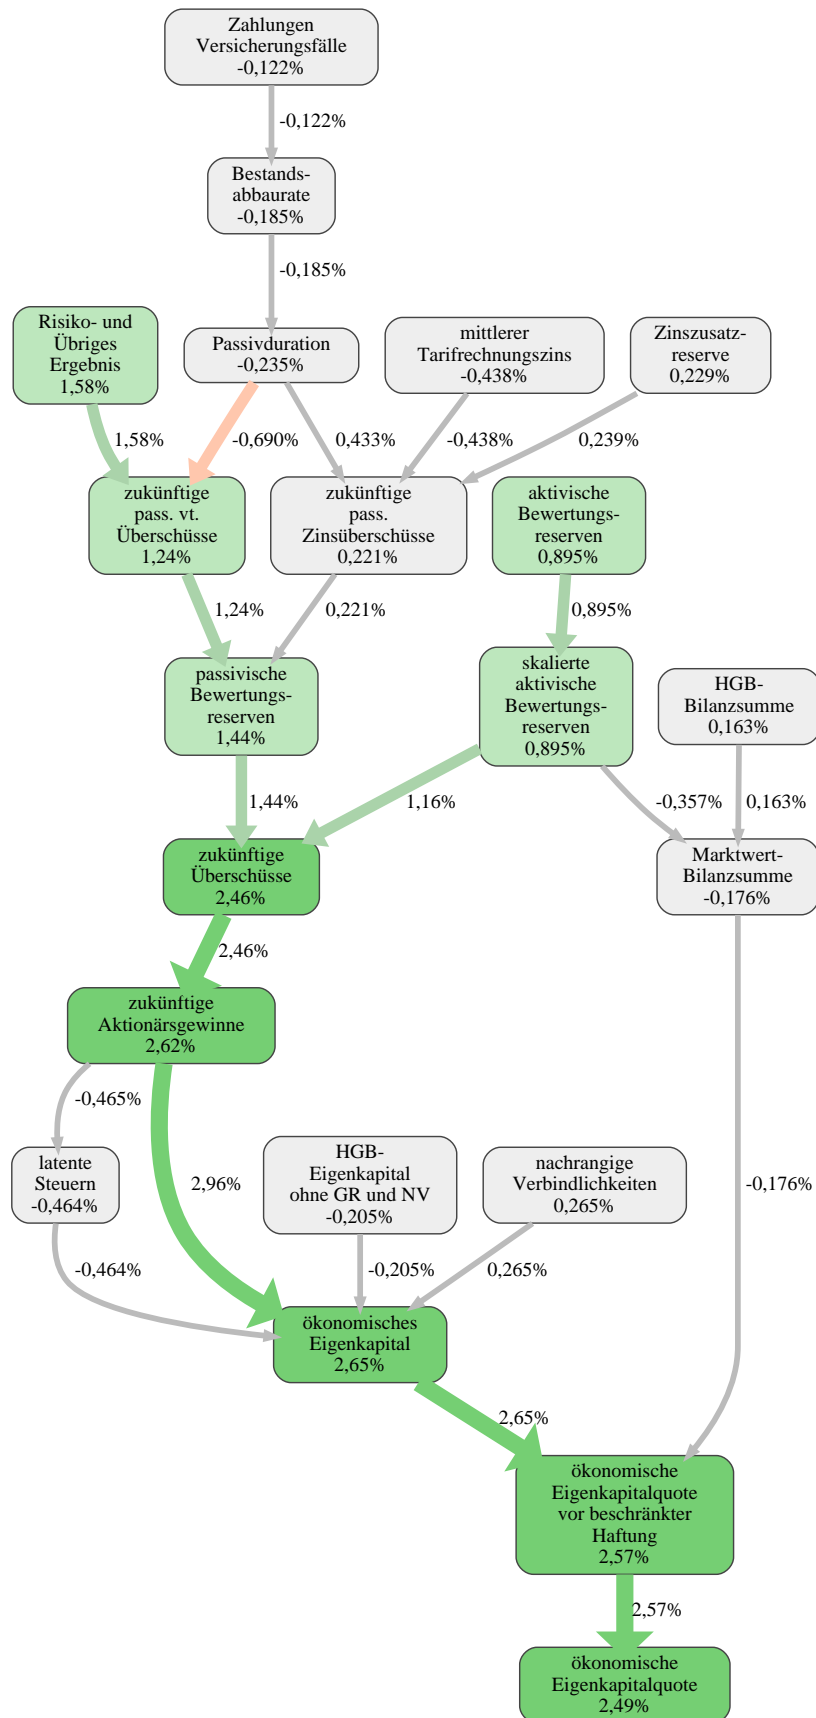 Zahlungen
Versicherungsfälle
-0,122%
-0,122%
Bestands-
abbaurate
-0,185%
-0,185%
Risiko- und
Übriges
Ergebnis
1,58%
Passivduration
-0,235%
mittlerer
Tarifrechnungszins
-0,438%
Zinszusatz-
reserve
0,229%
1,58%
-0,690%
0,433%
-0,438%
0,239%
zukünftige
pass. vt.
Überschüsse
1,24%
zukünftige
pass.
Zinsüberschüsse
0,221%
aktivische
Bewertungs-
reserven
0,895%
1,24%
0,221%
0,895%
passivische
Bewertungs-
reserven
1,44%
skalierte
aktivische
Bewertungs-
reserven
0,895%
HGB-
Bilanzsumme
0,163%
1,44%
1,16%
-0,357%
0,163%
zukünftige
Überschüsse
2,46%
Marktwert-
Bilanzsumme
-0,176%
2,46%
zukünftige
Aktionärsgewinne
2,62%
-0,465%
latente
Steuern
-0,464%
2,96%
HGB-
Eigenkapital
ohne GR und NV
-0,205%
nachrangige
Verbindlichkeiten
0,265%
-0,176%
-0,464%
-0,205%
0,265%
ökonomisches
Eigenkapital
2,65%
2,65%
ökonomische
Eigenkapitalquote
vor beschränkter
Haftung
2,57%
2,57%
ökonomische
Eigenkapitalquote
2,49%